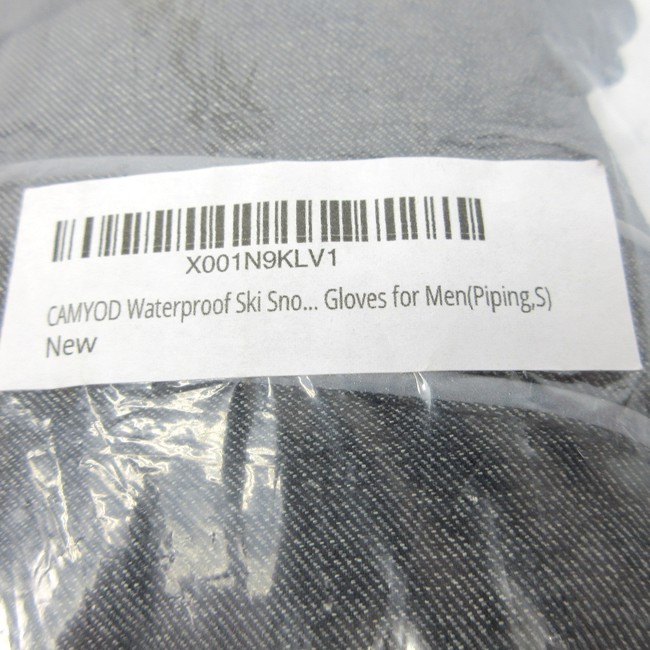 X001N9KLV1
CAMYOD Waterproof Ski Sno... Gloves for Men(Piping,S)
New